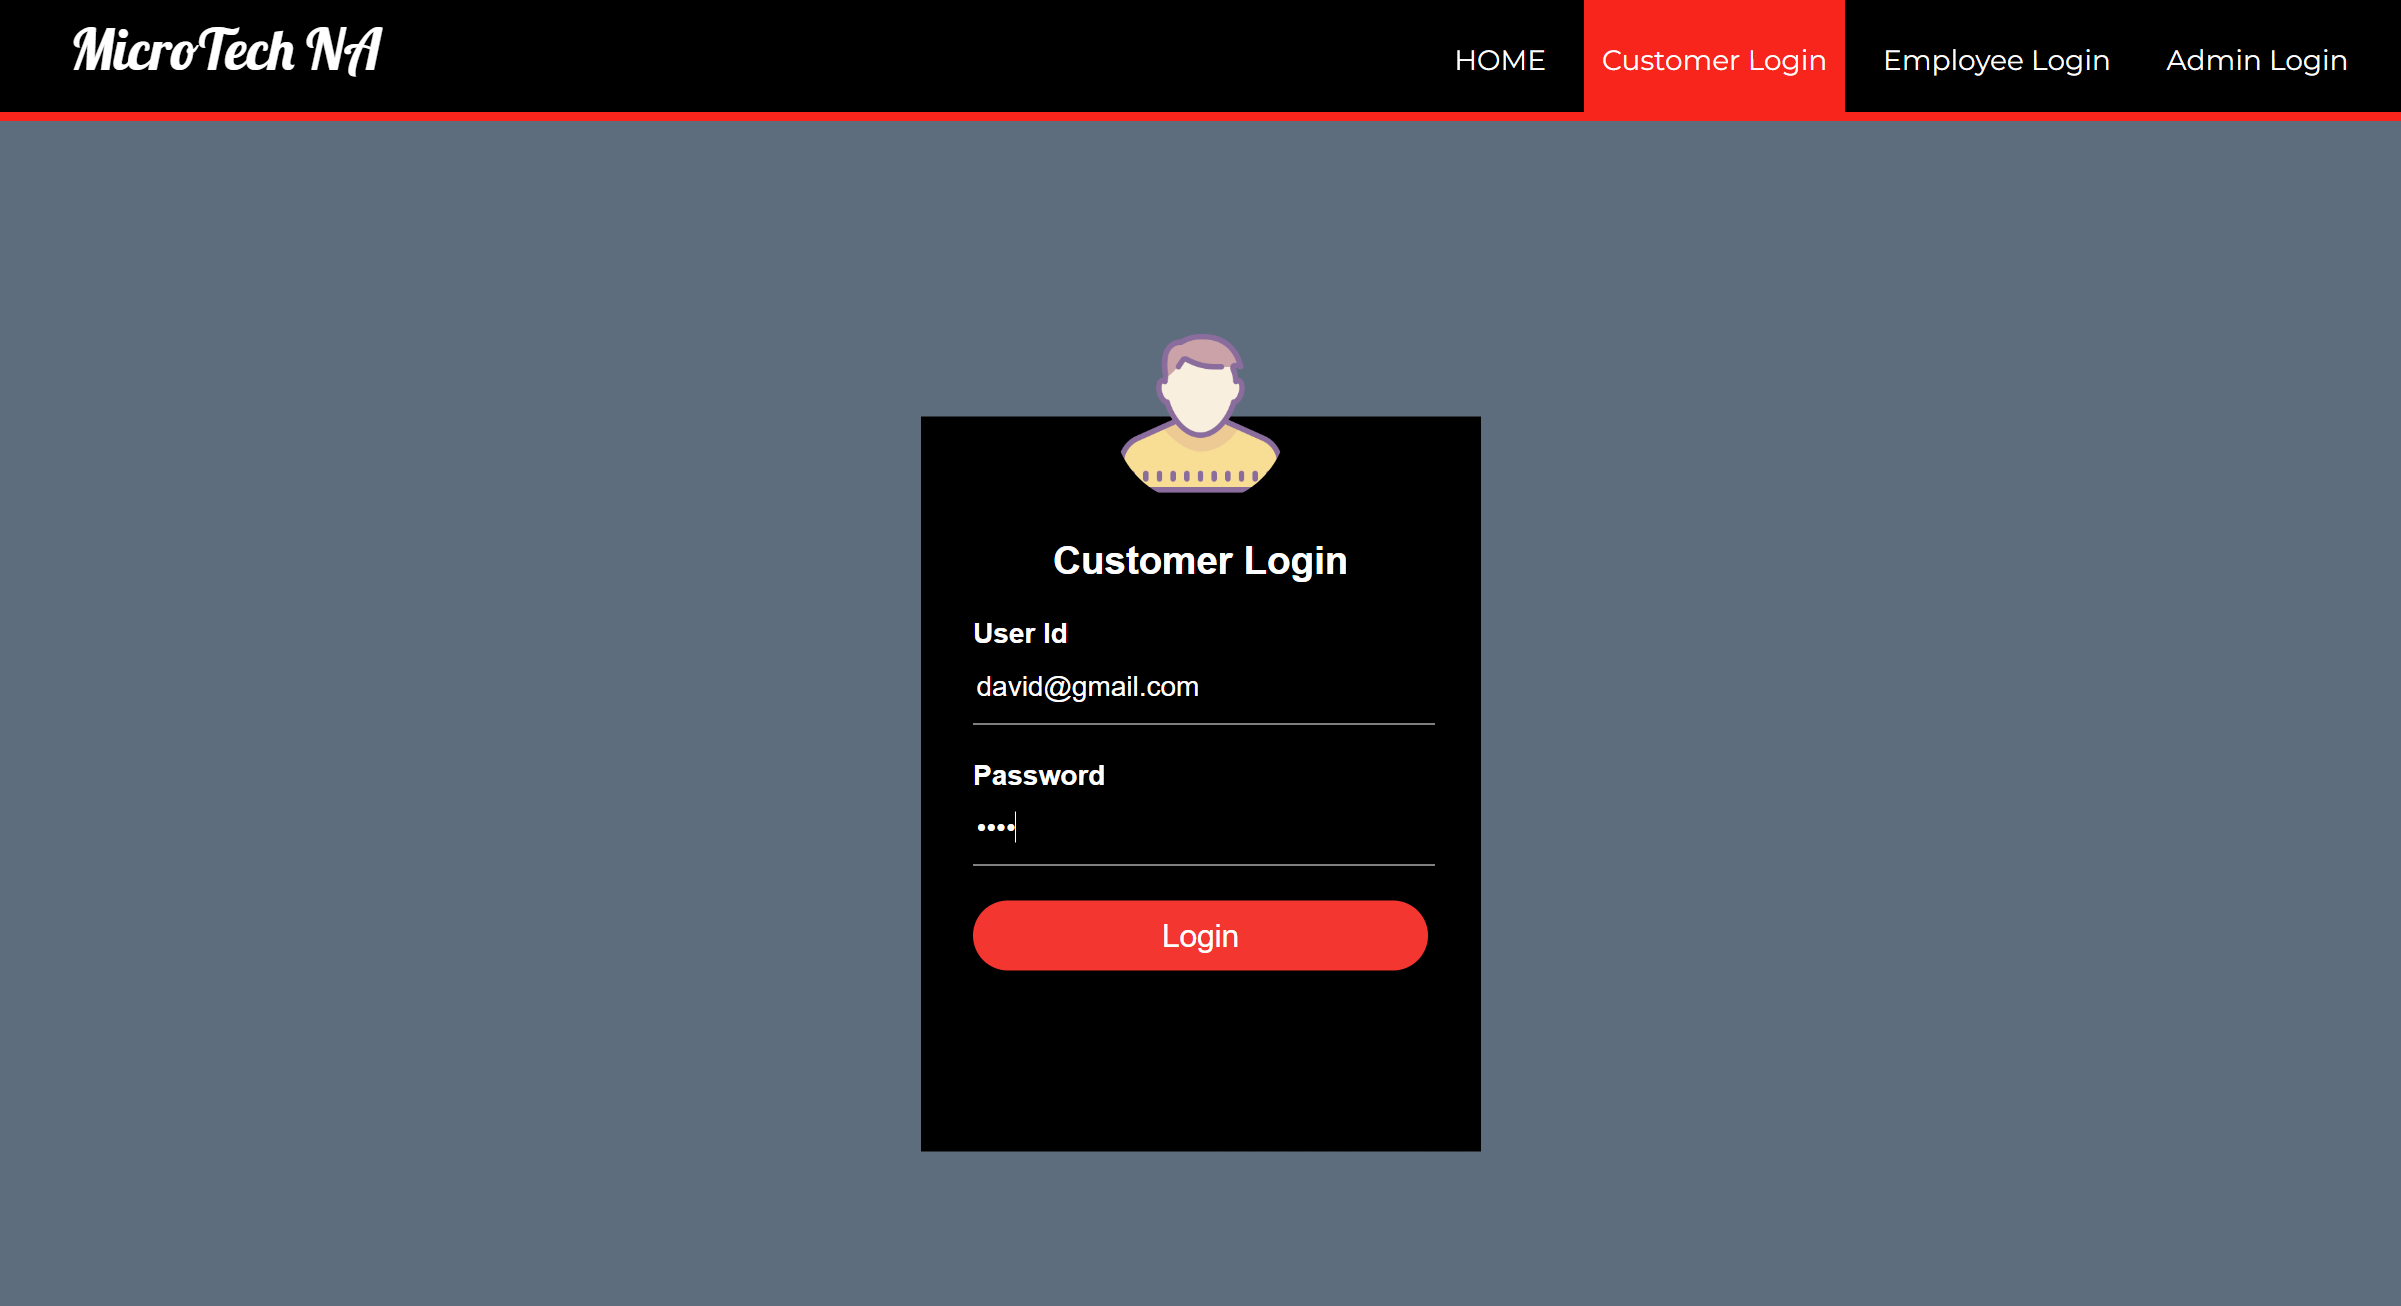 MicroTech NA
HOME Customer Login Employee Login Admin Login
Customer Login
User Id
david@gmail.com
Password
••••
Login